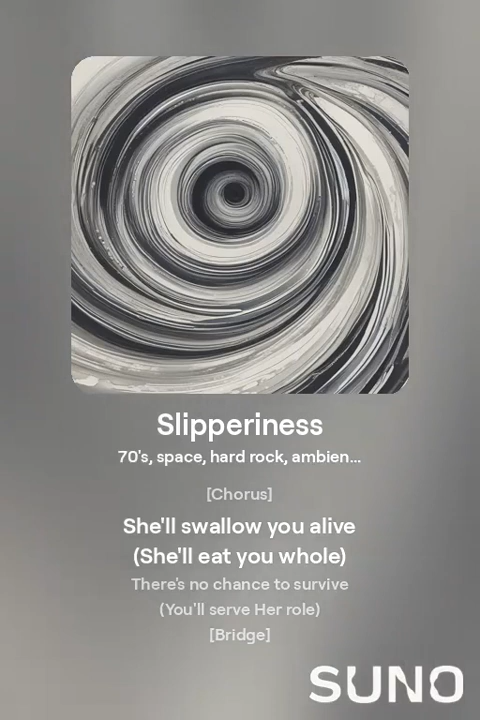 Slipperiness
70's, space, hard rock, ambien...
[Chorus]
She'll swallow you alive
(She'll eat you whole)
There's no chance to survive
(You'll serve Her role)
[Bridge]
SUNO